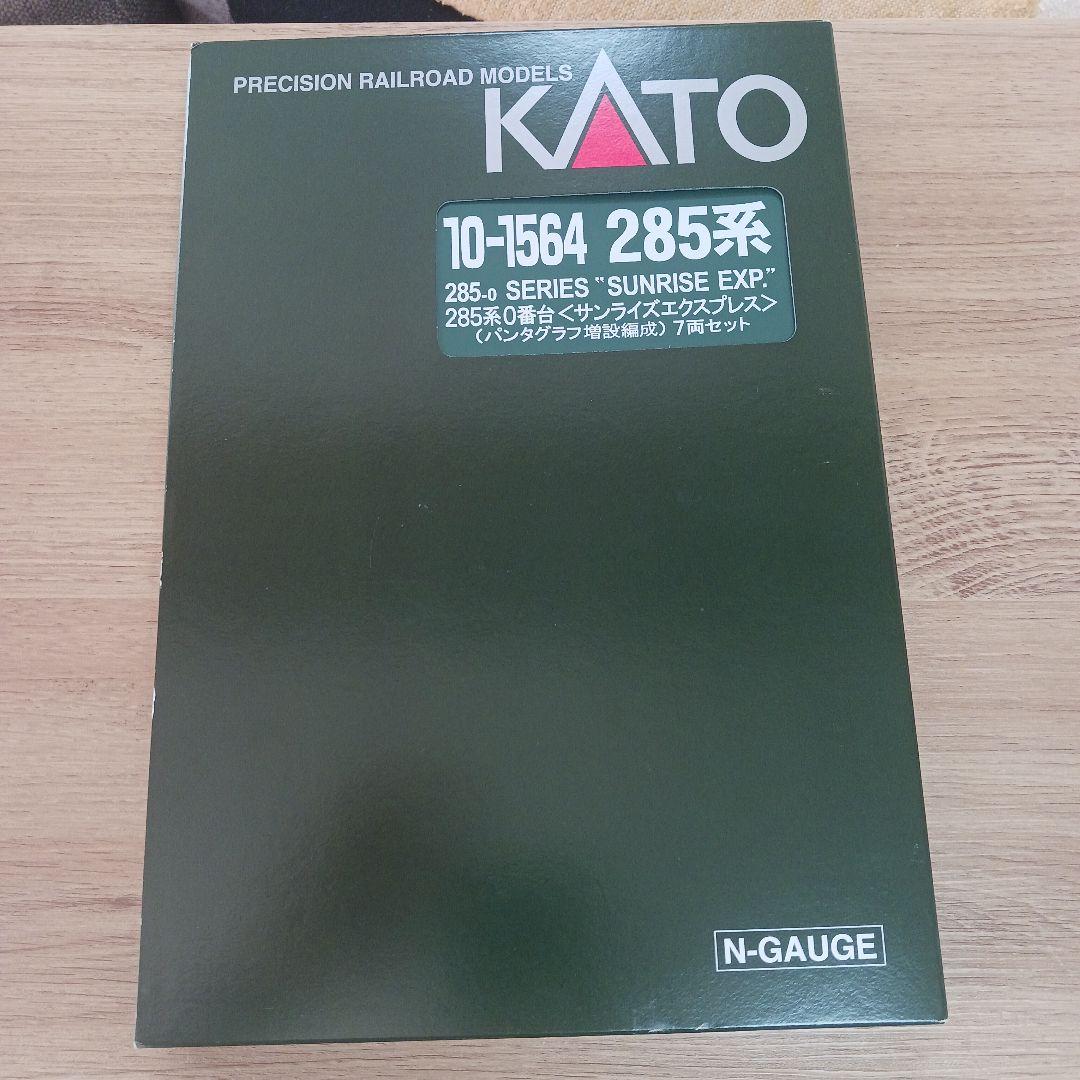 PRECISION RAILROAD MODELS
KATO
10-1564 285系
285-0 SERIES "SUNRISE EXP."
285系0番台<サンライズエクスプレス>
(パンタグラフ増設編成) 7両セット
N-GAUGE